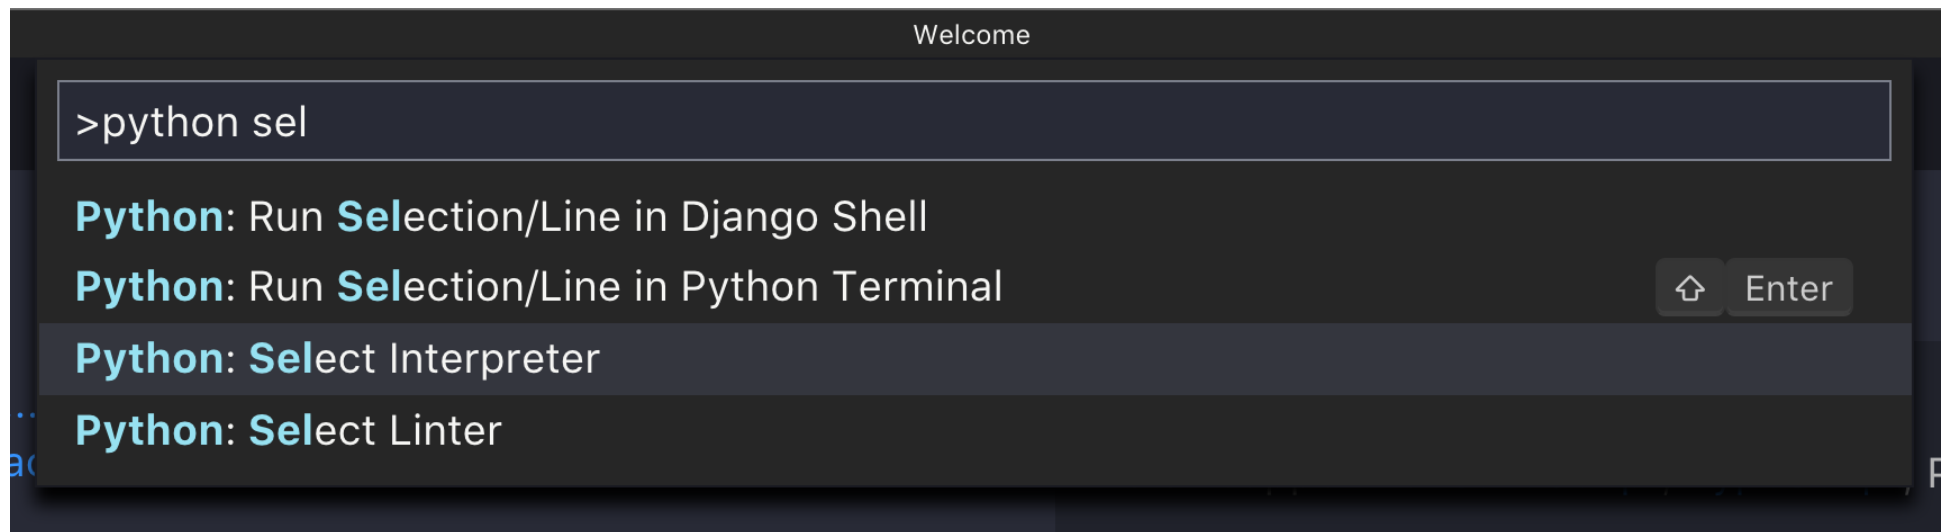 Welcome
>python sel
Python: Run Selection/Line in Django Shell
Python: Run Selection/Line in Python Terminal
⇧ Enter
Python: Select Interpreter
Python: Select Linter